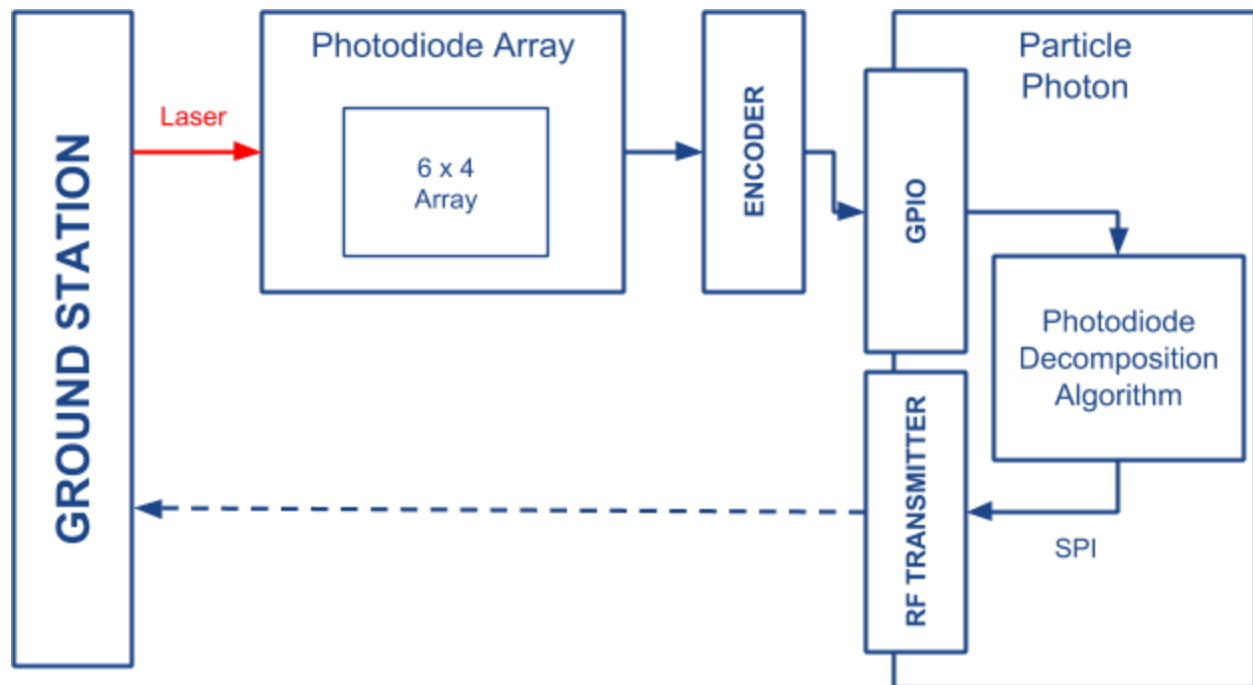 GROUND STATION
Laser
Photodiode Array
6 x 4
Array
ENCODER
GPIO
Particle
Photon
Photodiode
Decomposition
Algorithm
SPI
RF TRANSMITTER